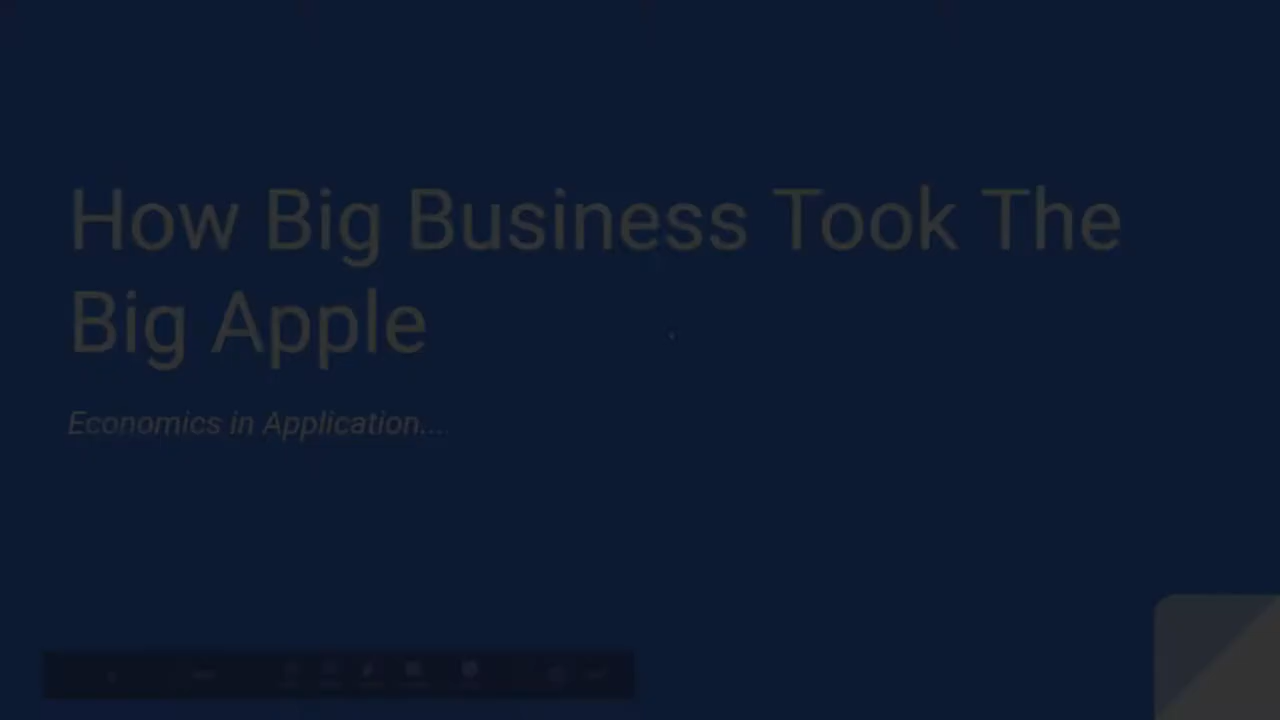 How Big Business Took The
Big Apple
Economics in Application....